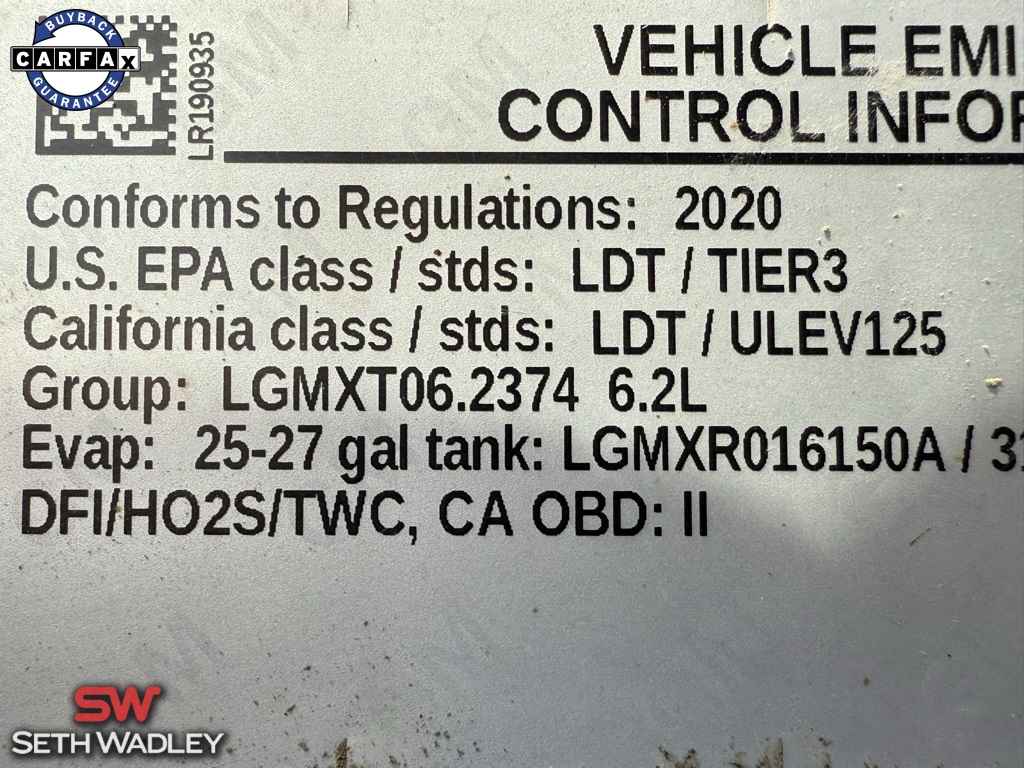 BUYBACK
CARFAX
GUARANTEE
LR190935
VEHICLE EMI
CONTROL INFOR
Conforms to Regulations: 2020
U.S. EPA class / stds: LDT / TIER3
California class / stds: LDT / ULEV125
Group: LGMXT06.2374 6.2L
Evap: 25-27 gal tank: LGMXR016150A / 31
DFI/HO2S/TWC, CA OBD: II
SW
SETH WADLEY